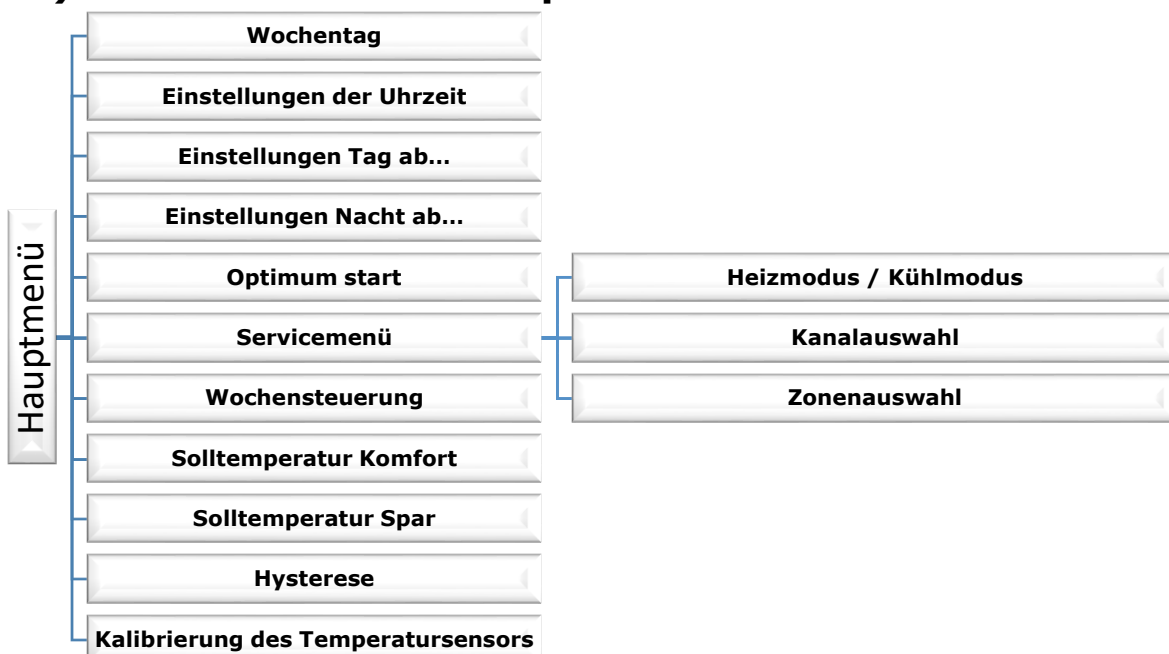 Hauptmenü
Wochentag
Einstellungen der Uhrzeit
Einstellungen Tag ab...
Einstellungen Nacht ab...
Optimum start
Servicemenü
Heizmodus / Kühlmodus
Kanalauswahl
Zonenauswahl
Wochensteuerung
Solltemperatur Komfort
Solltemperatur Spar
Hysterese
Kalibrierung des Temperatursensors